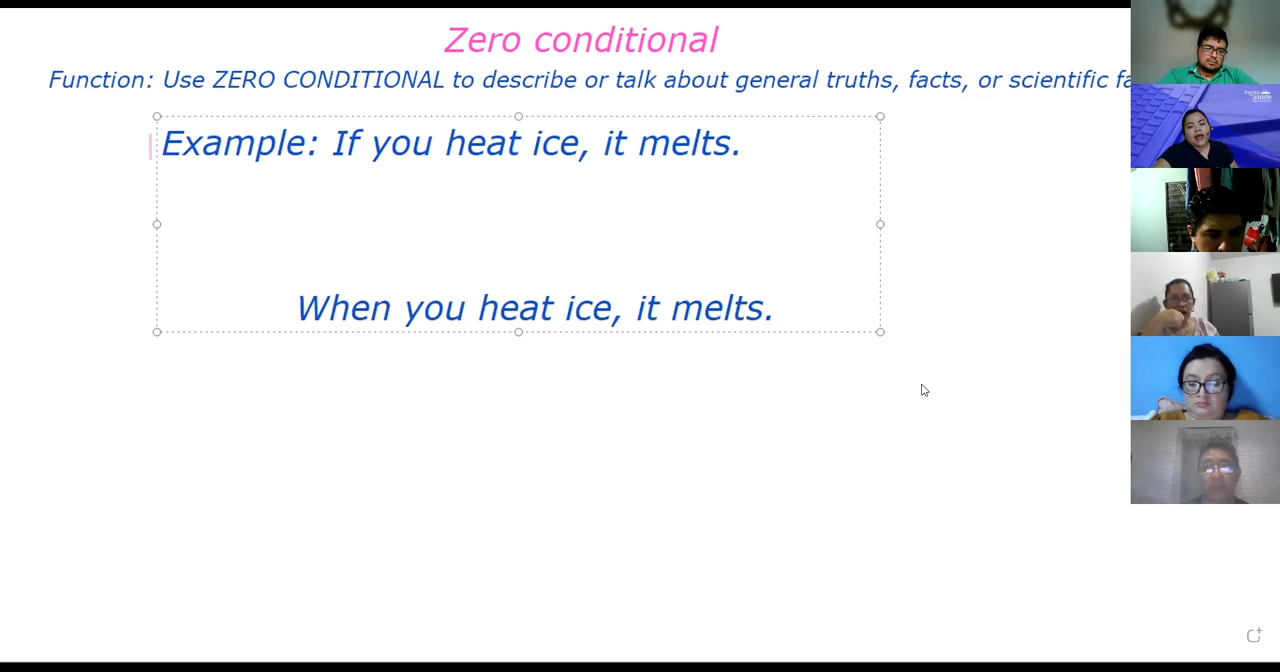 Zero conditional
Function: Use ZERO CONDITIONAL to describe or talk about general truths, facts, or scientific
Example: If you heat ice, it melts.
When you heat ice, it melts.